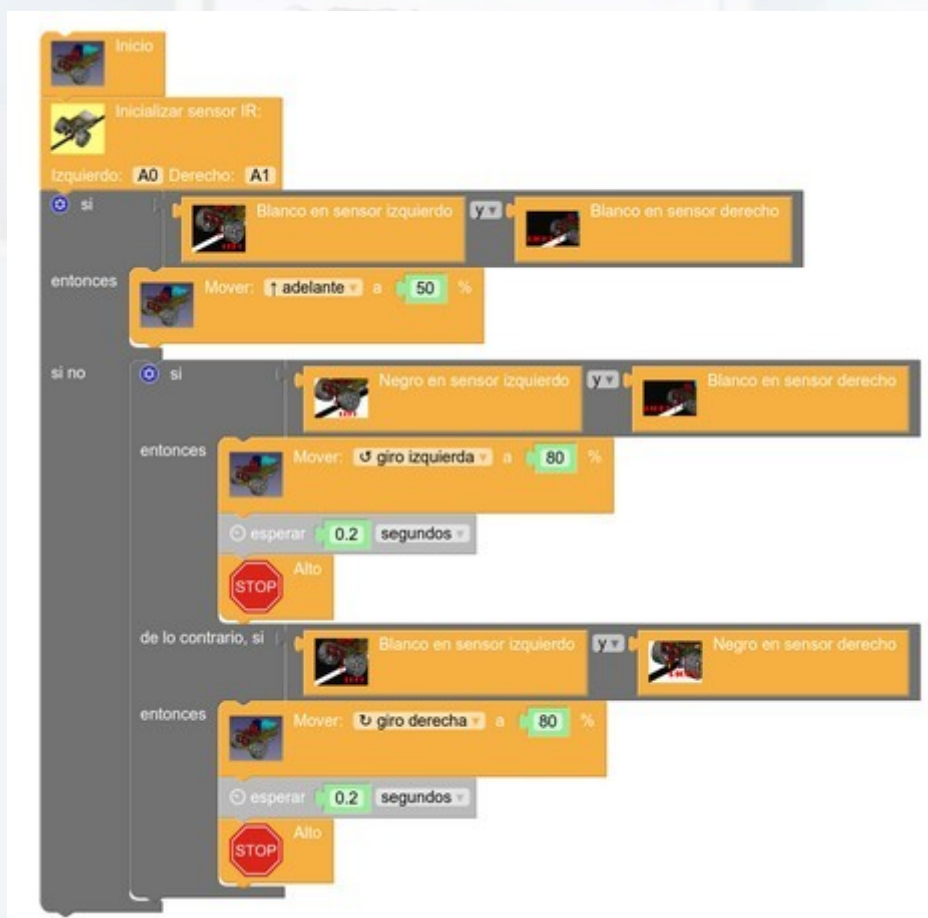 Inicio
Inicializar sensor IR:
Izquierdo: A0 Derecho: A1
si Blanco en sensor izquierdo y Blanco en sensor derecho
entonces Mover: ↑ adelante a 50 %
si no si Negro en sensor izquierdo y Blanco en sensor derecho
entonces Mover: ↺ giro izquierda a 80 %
esperar 0.2 segundos
STOP Alto
de lo contrario, si Blanco en sensor izquierdo y Negro en sensor derecho
entonces Mover: ↻ giro derecha a 80 %
esperar 0.2 segundos
STOP Alto